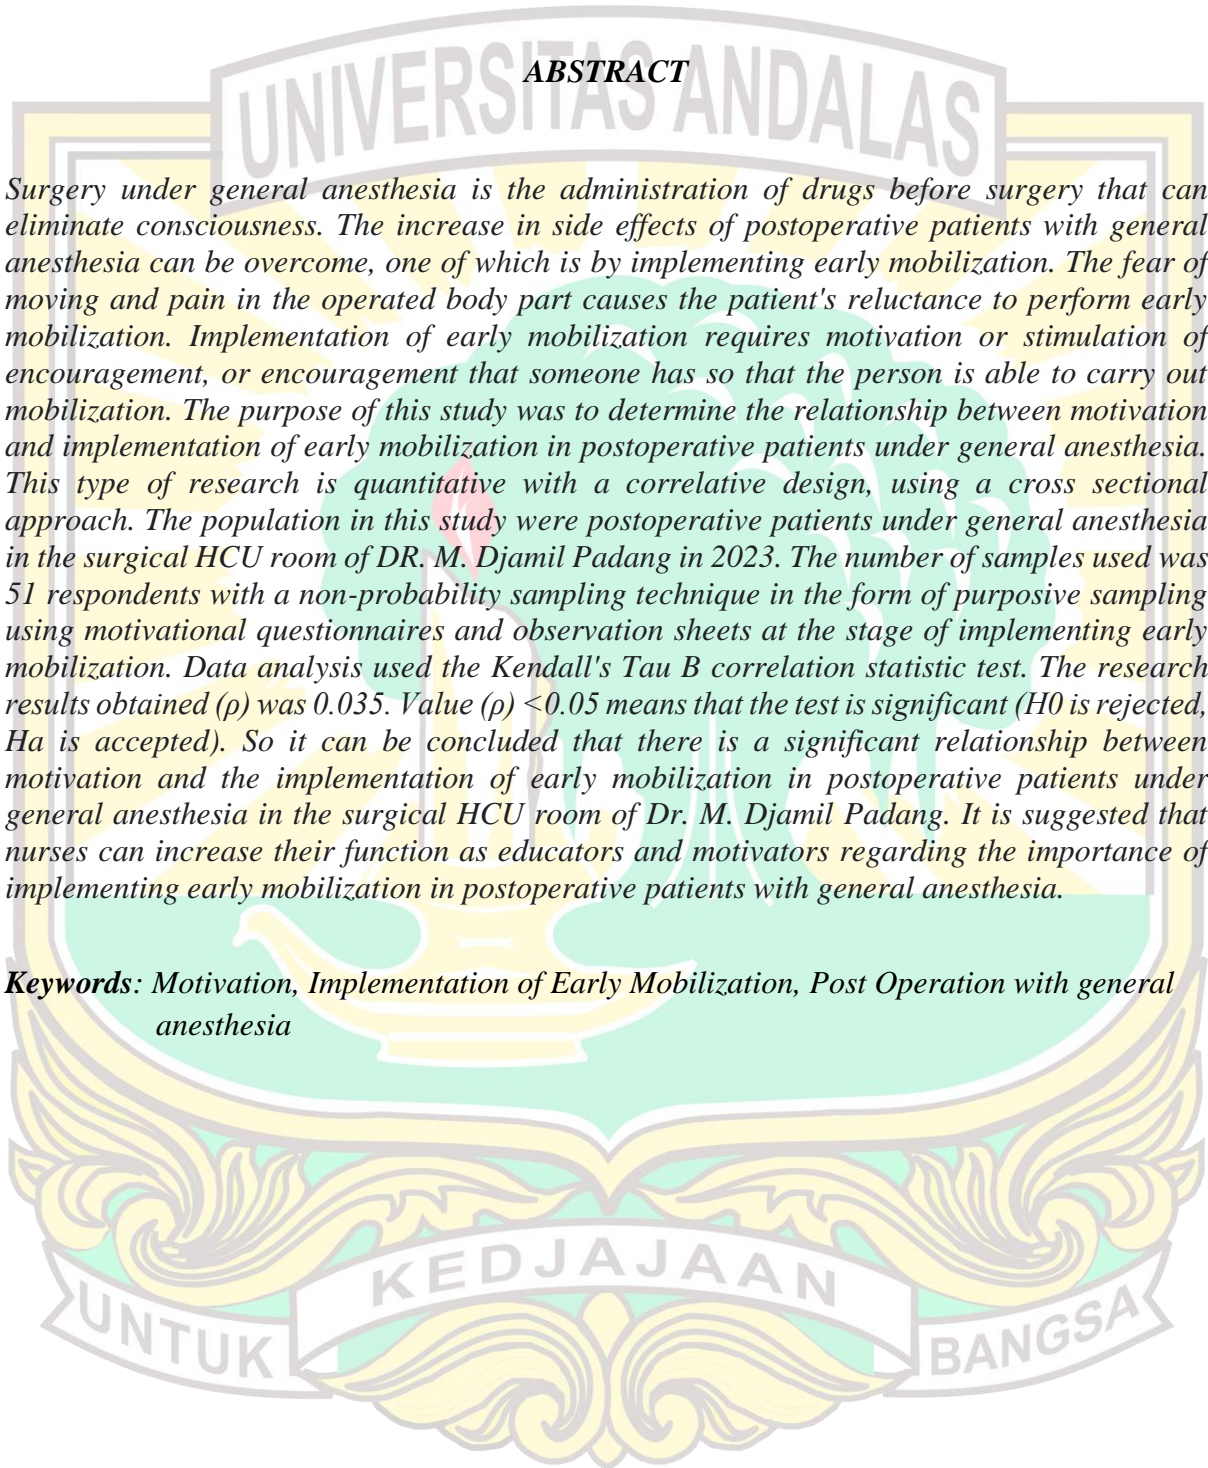 UNIVERSITAS ANDALAS
ABSTRACT
Surgery under general anesthesia is the administration of drugs before surgery that can
eliminate consciousness. The increase in side effects of postoperative patients with general
anesthesia can be overcome, one of which is by implementing early mobilization. The fear of
moving and pain in the operated body part causes the patient's reluctance to perform early
mobilization. Implementation of early mobilization requires motivation or stimulation of
encouragement, or encouragement that someone has so that the person is able to carry out
mobilization. The purpose of this study was to determine the relationship between motivation
and implementation of early mobilization in postoperative patients under general anesthesia.
This type of research is quantitative with a correlative design, using a cross sectional
approach. The population in this study were postoperative patients under general anesthesia
in the surgical HCU room of DR. M. Djamil Padang in 2023. The number of samples used was
51 respondents with a non-probability sampling technique in the form of purposive sampling
using motivational questionnaires and observation sheets at the stage of implementing early
mobilization. Data analysis used the Kendall's Tau B correlation statistic test. The research
results obtained (ρ) was 0.035. Value (ρ) <0.05 means that the test is significant (H0 is rejected,
Ha is accepted). So it can be concluded that there is a significant relationship between
motivation and the implementation of early mobilization in postoperative patients under
general anesthesia in the surgical HCU room of Dr. M. Djamil Padang. It is suggested that
nurses can increase their function as educators and motivators regarding the importance of
implementing early mobilization in postoperative patients with general anesthesia.
Keywords: Motivation, Implementation of Early Mobilization, Post Operation with general
anesthesia
UNTUK KEDJAJAAN BANGSA